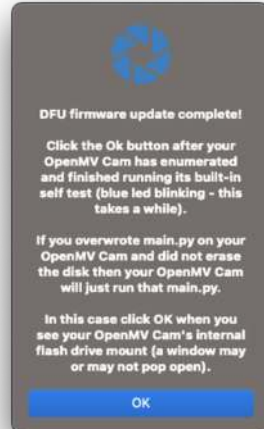 DFU firmware update complete!
Click the Ok button after your
OpenMV Cam has enumerated
and finished running its built-in
self test (blue led blinking - this
takes a while).
If you overwrote main.py on your
OpenMV Cam and did not erase
the disk then your OpenMV Cam
will just run that main.py.
In this case click OK when you
see your OpenMV Cam's internal
flash drive mount (a window may
or may not pop open).
OK